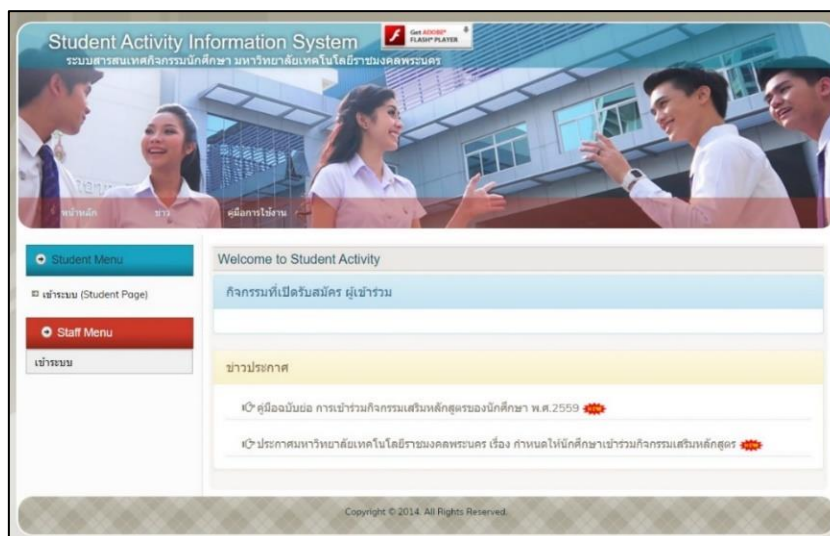 Student Activity Information System
Get ADOBE® FLASH® PLAYER
ระบบสารสนเทศกิจกรรมนักศึกษา มหาวิทยาลัยเทคโนโลยีราชมงคลพระนคร
หน้าหลัก ข่าว คู่มือการใช้งาน
Student Menu
เข้าระบบ (Student Page)
Staff Menu
เข้าระบบ
Welcome to Student Activity
กิจกรรมที่เปิดรับสมัคร ผู้เข้าร่วม
ข่าวประกาศ
คู่มือฉบับย่อ การเข้าร่วมกิจกรรมเสริมหลักสูตรของนักศึกษา พ.ศ.2559 NEW
ประกาศมหาวิทยาลัยเทคโนโลยีราชมงคลพระนคร เรื่อง กำหนดให้นักศึกษาเข้าร่วมกิจกรรมเสริมหลักสูตร NEW
Copyright © 2014. All Rights Reserved.